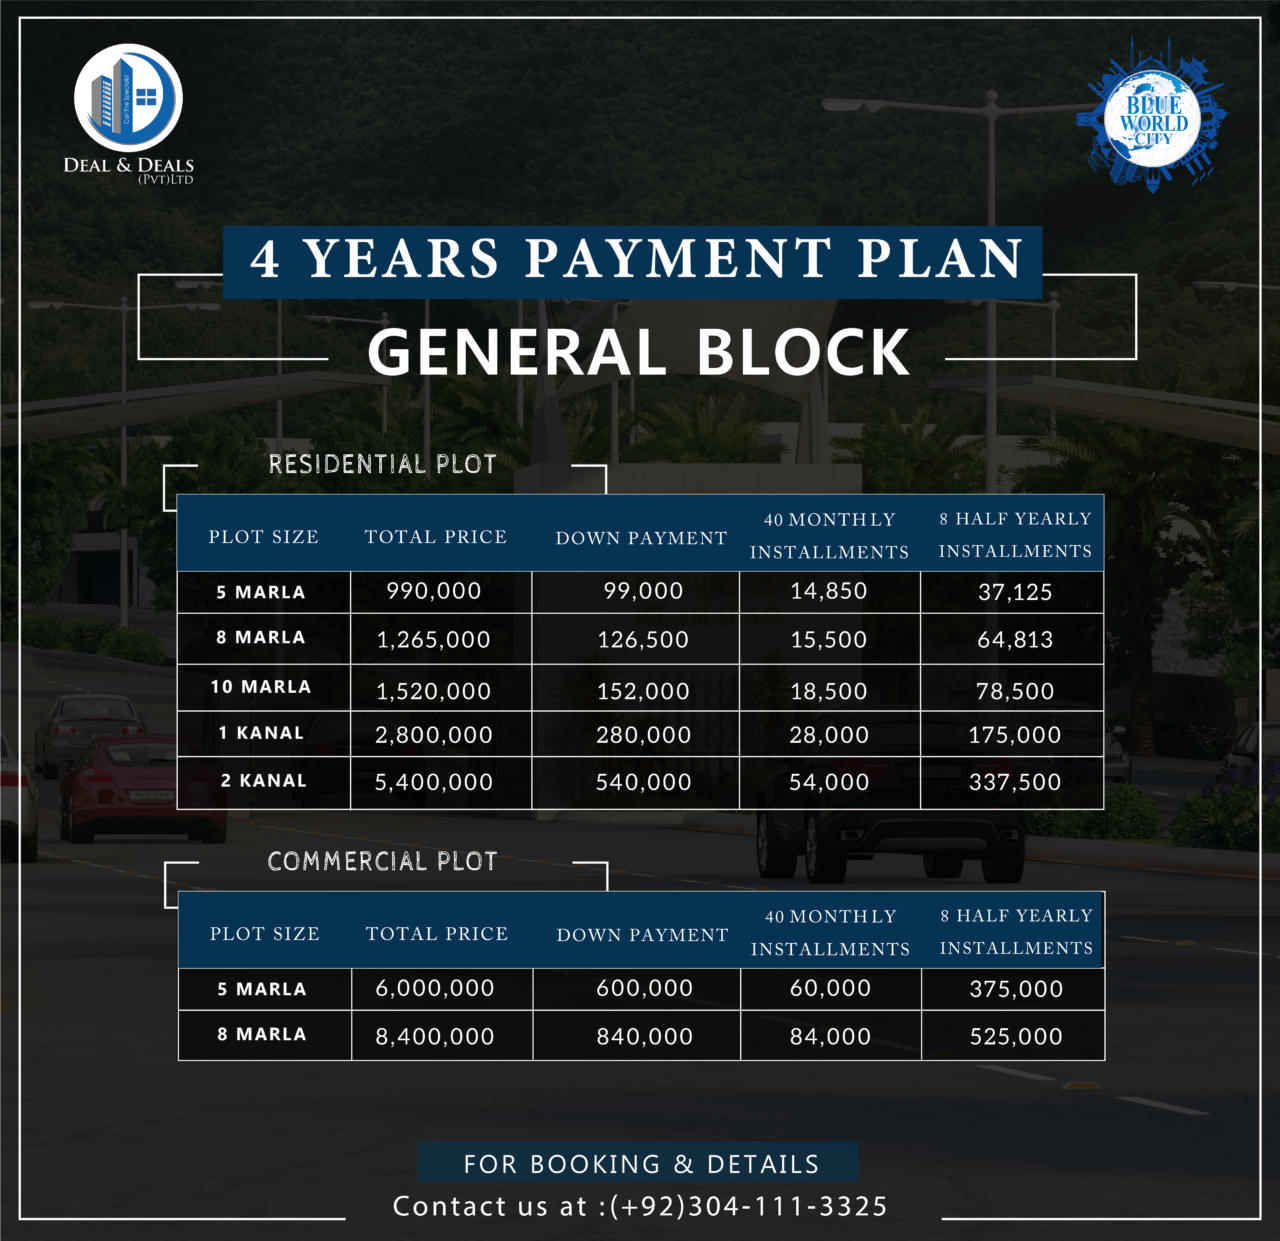 Call The Specialist
DEAL & DEALS
(PVT)LTD
BLUE
WORLD
CITY
4 YEARS PAYMENT PLAN
GENERAL BLOCK
RESIDENTIAL PLOT
PLOT SIZE TOTAL PRICE DOWN PAYMENT 40 MONTHLY INSTALLMENTS 8 HALF YEARLY INSTALLMENTS
5 MARLA 990,000 99,000 14,850 37,125
8 MARLA 1,265,000 126,500 15,500 64,813
10 MARLA 1,520,000 152,000 18,500 78,500
1 KANAL 2,800,000 280,000 28,000 175,000
2 KANAL 5,400,000 540,000 54,000 337,500
COMMERCIAL PLOT
PLOT SIZE TOTAL PRICE DOWN PAYMENT 40 MONTHLY INSTALLMENTS 8 HALF YEARLY INSTALLMENTS
5 MARLA 6,000,000 600,000 60,000 375,000
8 MARLA 8,400,000 840,000 84,000 525,000
FOR BOOKING & DETAILS
Contact us at :(+92)304-111-3325